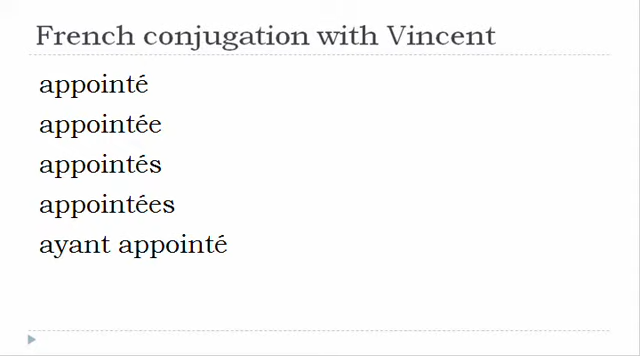 French conjugation with Vincent
appointé
appointée
appointés
appointées
ayant appointé